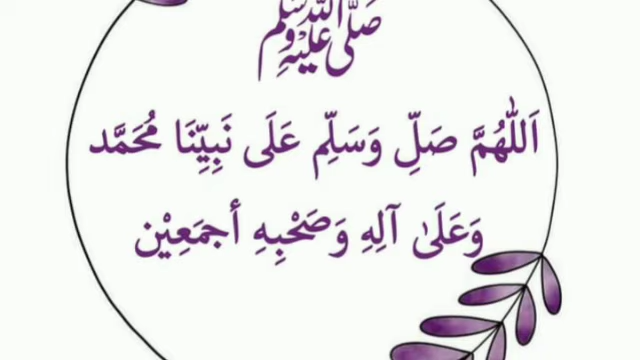 صَلَّى اللّٰهُ عَلَيْهِ وَسَلَّم
اَللّٰهُمَّ صَلِّ وَسَلِّم عَلَى نَبِيِّنَا مُحَمَّد
وَعَلَىٰ آلِهِ وَصَحْبِهِ أجمَعِيْن